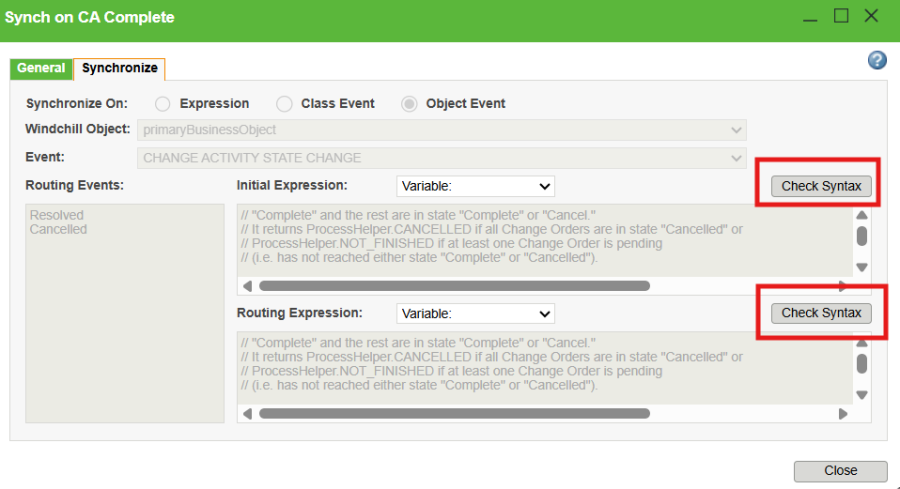 Synch on CA Complete
General
Synchronize
Synchronize On: Expression Class Event Object Event
Windchill Object: primaryBusinessObject
Event: CHANGE ACTIVITY STATE CHANGE
Routing Events: Initial Expression: Variable: Check Syntax
Resolved
Cancelled
// "Complete" and the rest are in state "Complete" or "Cancel."
// It returns ProcessHelper.CANCELLED if all Change Orders are in state "Cancelled" or
// ProcessHelper.NOT_FINISHED if at least one Change Order is pending
// (i.e. has not reached either state "Complete" or "Cancelled").
Routing Expression: Variable: Check Syntax
// "Complete" and the rest are in state "Complete" or "Cancel."
// It returns ProcessHelper.CANCELLED if all Change Orders are in state "Cancelled" or
// ProcessHelper.NOT_FINISHED if at least one Change Order is pending
// (i.e. has not reached either state "Complete" or "Cancelled").
Close